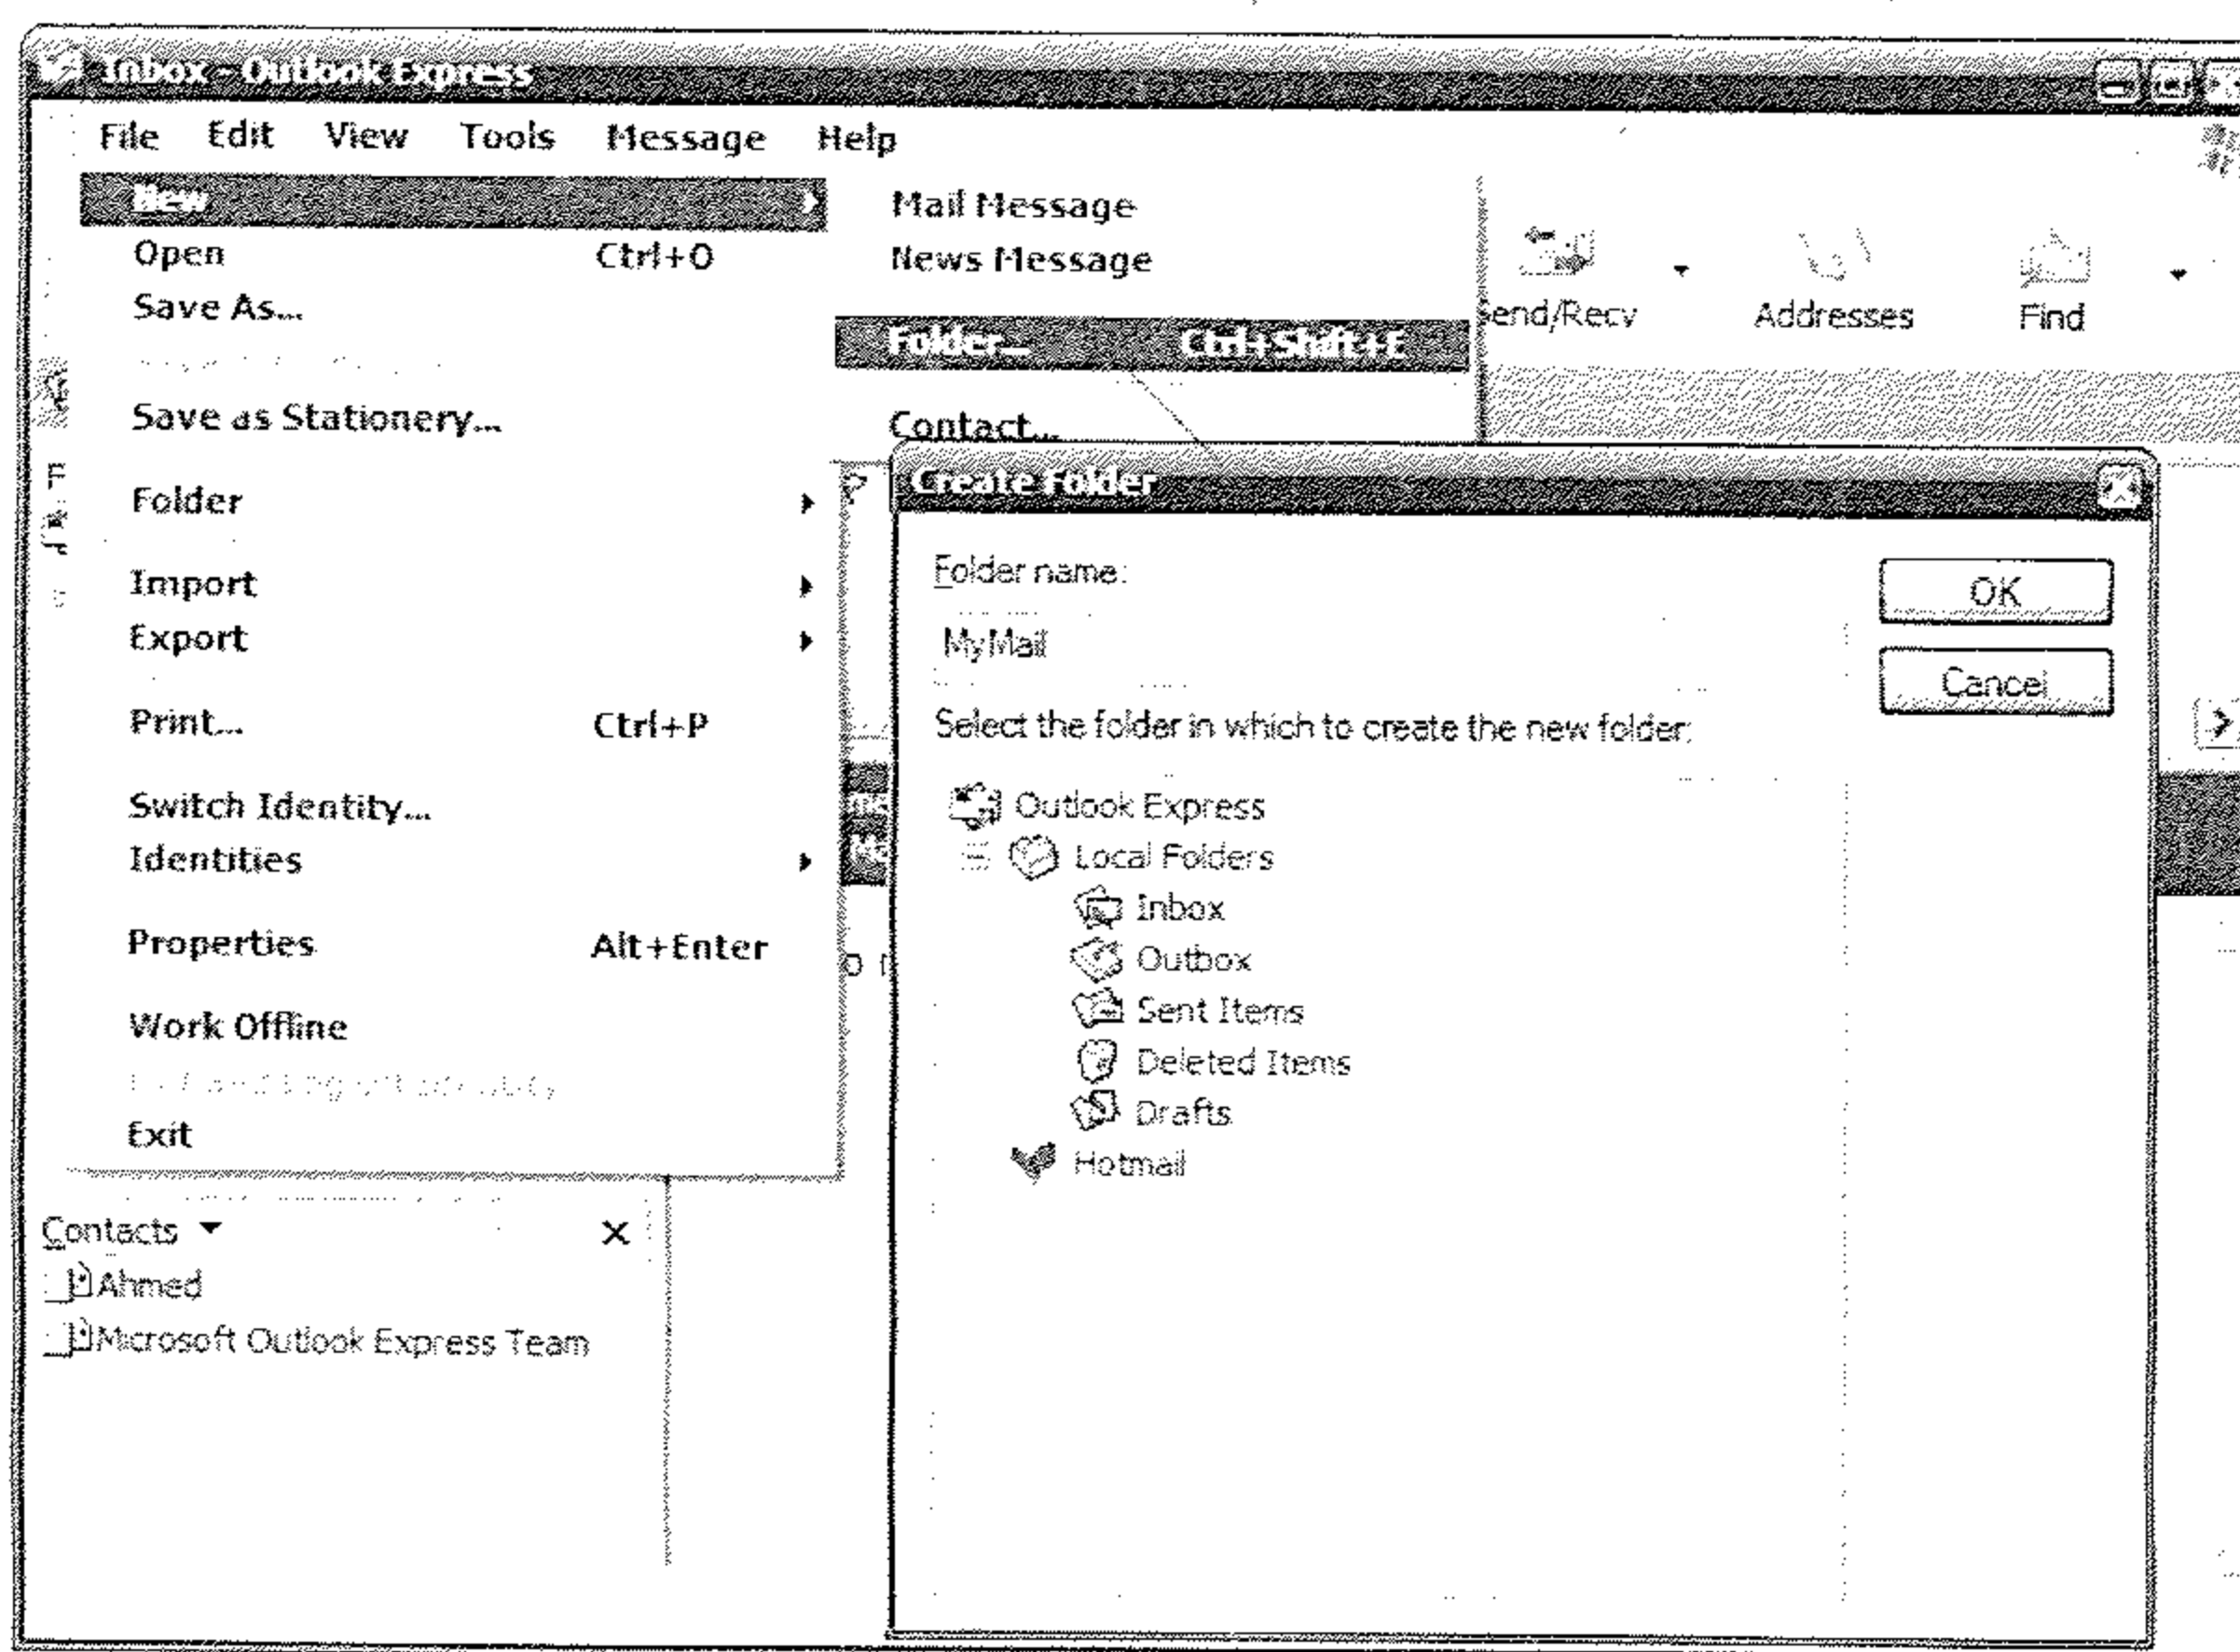 Inbox - Outlook Express
File Edit View Tools Message Help
New
Open Ctrl+O
Save As...
Save as Stationery...
Folder
Import
Export
Print... Ctrl+P
Switch Identity...
Identities
Properties Alt+Enter
Work Offline
Exit
Mail Message
News Message
Folder... Ctrl+Shift+E
Contact...
Send/Recv Addresses Find
Create Folder
Folder name:
MyMail
OK
Cancel
Select the folder in which to create the new folder:
Outlook Express
Local Folders
Inbox
Outbox
Sent Items
Deleted Items
Drafts
Hotmail
Contacts
Ahmed
Microsoft Outlook Express Team